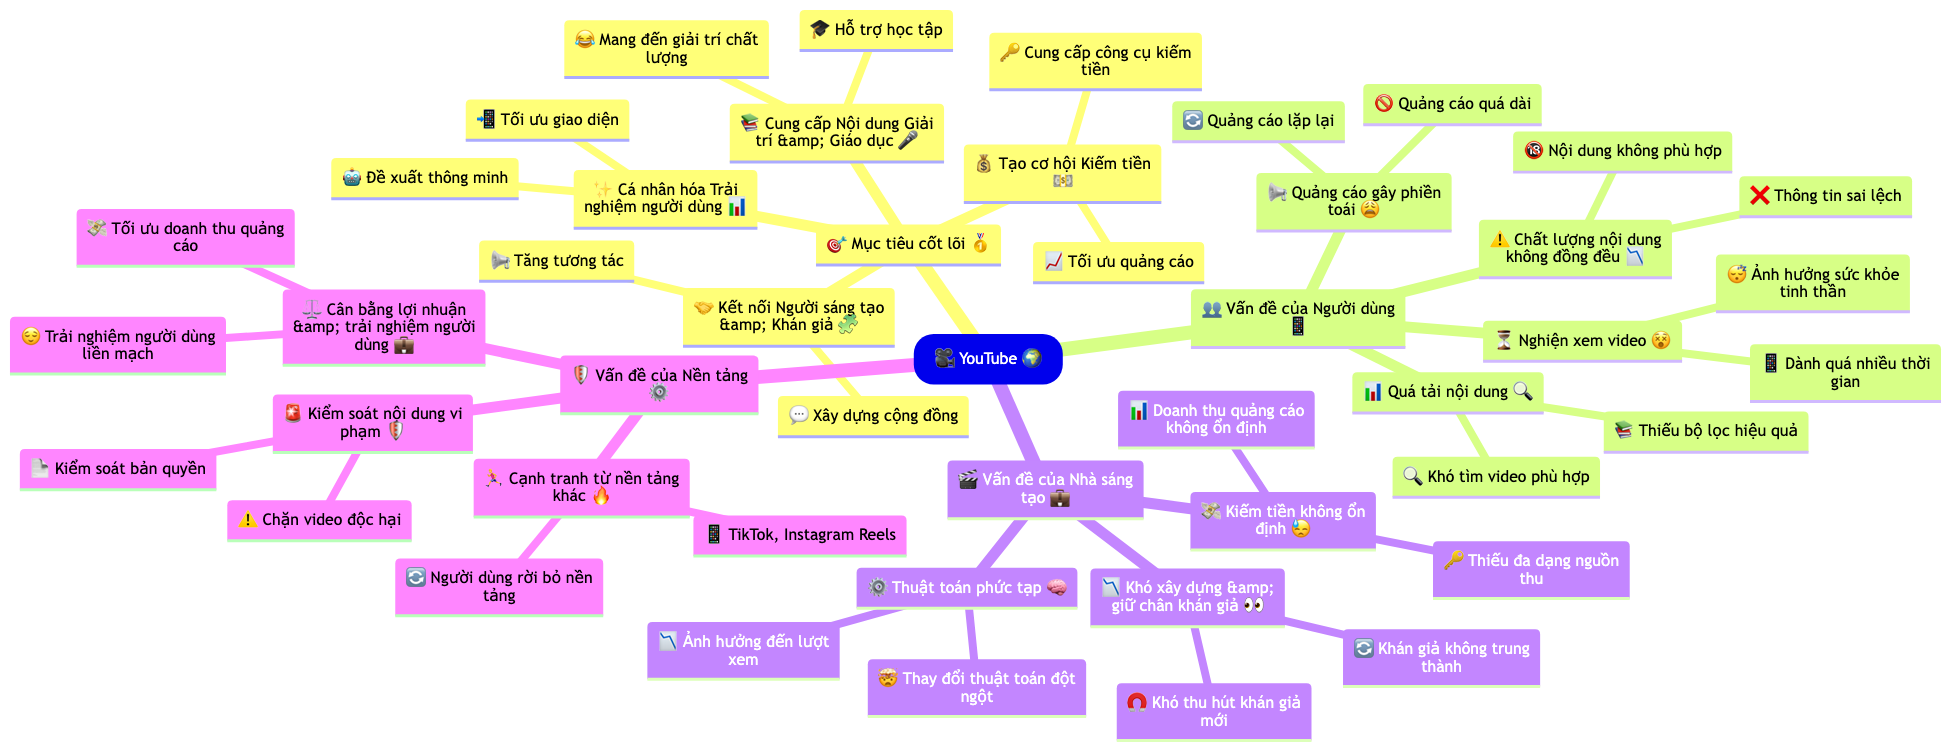 🎥 YouTube 🌍
🎯 Mục tiêu cốt lõi 🏅
📚 Cung cấp Nội dung Giải
trí &amp; Giáo dục 🎤
😂 Mang đến giải trí chất
lượng
🎓 Hỗ trợ học tập
✨ Cá nhân hóa Trải
nghiệm người dùng 📊
📲 Tối ưu giao diện
🤖 Đề xuất thông minh
💰 Tạo cơ hội Kiếm tiền
💵
🔑 Cung cấp công cụ kiếm
tiền
📈 Tối ưu quảng cáo
🤝 Kết nối Người sáng tạo
&amp; Khán giả 🧩
📢 Tăng tương tác
💬 Xây dựng cộng đồng
👥 Vấn đề của Người dùng
📱
📢 Quảng cáo gây phiền
toái 😩
🔄 Quảng cáo lặp lại
🚫 Quảng cáo quá dài
⚠️ Chất lượng nội dung
không đồng đều 📉
🔞 Nội dung không phù hợp
❌ Thông tin sai lệch
⏳ Nghiện xem video 😵
😴 Ảnh hưởng sức khỏe
tinh thần
📱 Dành quá nhiều thời
gian
📊 Quá tải nội dung 🔍
📚 Thiếu bộ lọc hiệu quả
🔍 Khó tìm video phù hợp
🎬 Vấn đề của Nhà sáng
tạo 💼
💸 Kiếm tiền không ổn
định 😓
📊 Doanh thu quảng cáo
không ổn định
🔑 Thiếu đa dạng nguồn
thu
⚙️ Thuật toán phức tạp 🧠
📉 Ảnh hưởng đến lượt
xem
🤯 Thay đổi thuật toán đột
ngột
📉 Khó xây dựng &amp;
giữ chân khán giả 👀
🧲 Khó thu hút khán giả
mới
🔄 Khán giả không trung
thành
🛡️ Vấn đề của Nền tảng
⚙️
⚖️ Cân bằng lợi nhuận
&amp; trải nghiệm người
dùng 💼
💸 Tối ưu doanh thu quảng
cáo
😌 Trải nghiệm người dùng
liền mạch
🚨 Kiểm soát nội dung vi
phạm 🛡️
📄 Kiểm soát bản quyền
⚠️ Chặn video độc hại
🏃‍♀️ Cạnh tranh từ nền tảng
khác 🔥
📱 TikTok, Instagram Reels
🔄 Người dùng rời bỏ nền
tảng